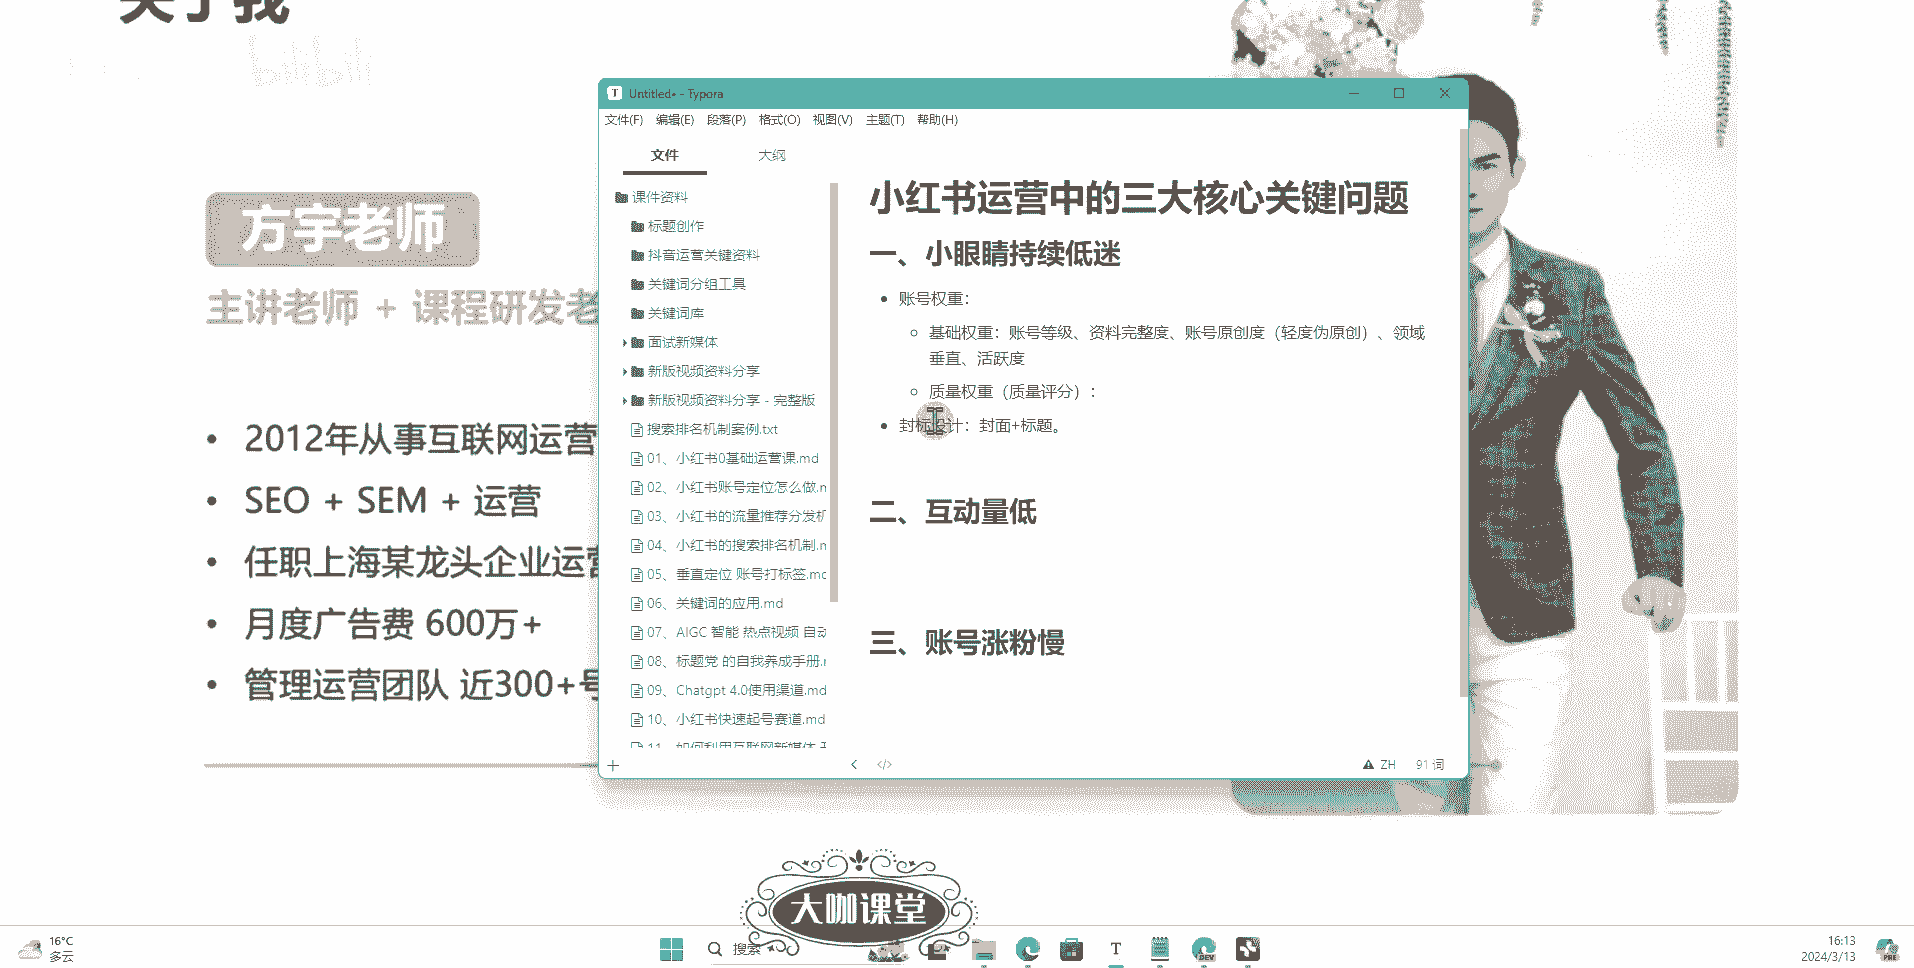 关于我
bilibili
方宇老师
主讲老师 + 课程研发老
• 2012年从事互联网运营
• SEO + SEM + 运营
• 任职上海某龙头企业运营
• 月度广告费 600万+
• 管理运营团队 近300+号
Untitled• - Typora
文件(F) 编辑(E) 段落(P) 格式(O) 视图(V) 主题(T) 帮助(H)
文件 大纲
课件资料
标题创作
抖音运营关键资料
关键词分组工具
关键词库
面试新媒体
新版视频资料分享
新版视频资料分享 - 完整版
搜索排名机制案例.txt
01、小红书0基础运营课.md
02、小红书账号定位怎么做.m
03、小红书的流量推荐分发机
04、小红书的搜索排名机制.m
05、垂直定位 账号打标签.md
06、关键词的应用.md
07、AIGC 智能 热点视频 自动
08、标题党 的自我养成手册.m
09、Chatgpt 4.0使用渠道.md
10、小红书快速起号赛道.md
11、如何利用互联网新媒体
小红书运营中的三大核心关键问题
一、小眼睛持续低迷
• 账号权重：
基础权重：账号等级、资料完整度、账号原创度（轻度伪原创）、领域
垂直、活跃度
质量权重（质量评分）：
• 封标设计：封面+标题。
二、互动量低
三、账号涨粉慢
ZH 91 词
大咖课堂
16°C
多云
搜索
T
DEV
16:13
2024/3/13
PRE